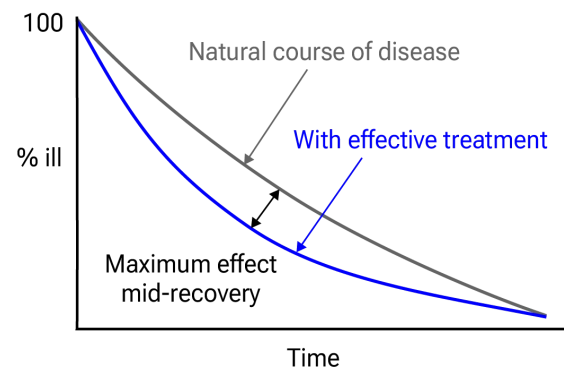 100
Natural course of disease
With effective treatment
% ill
Maximum effect
mid-recovery
Time